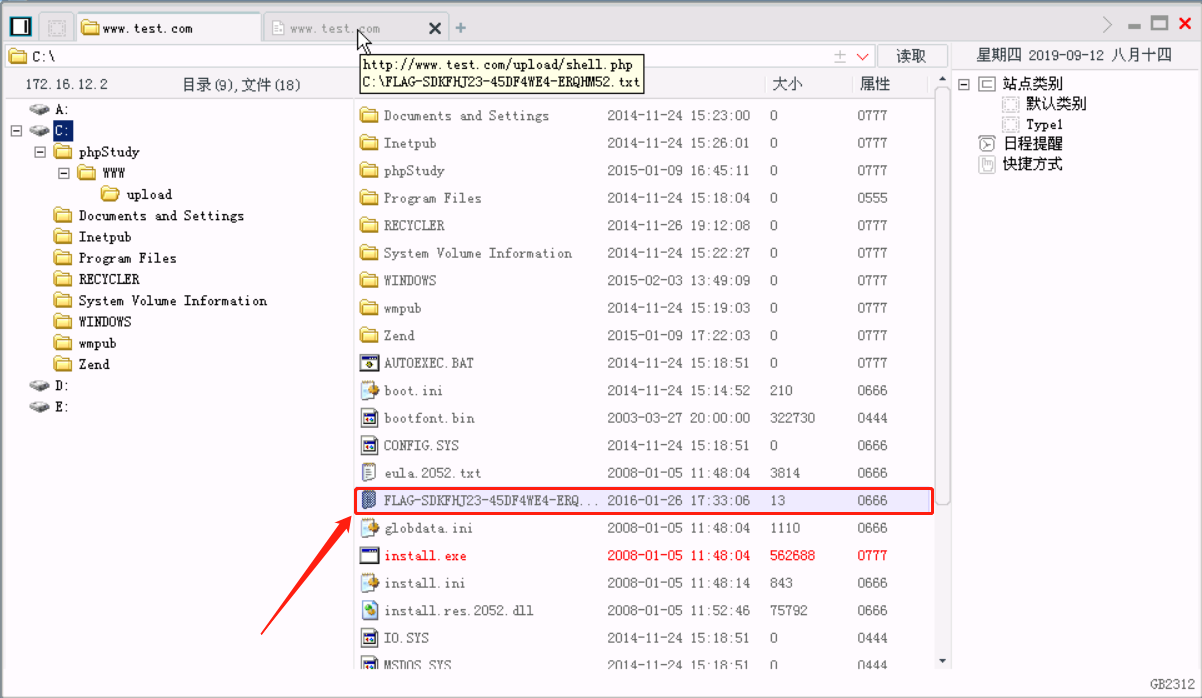 www.test.com
www.test.com
C:\
读取
星期四 2019-09-12 八月十四
http://www.test.com/upload/shell.php
C:\FLAG-SDKFHJ23-45DF4WE4-ERQHM52.txt
172.16.12.2
目录(9),文件(18)
大小
属性
A:
C:
phpStudy
WWW
upload
Documents and Settings
Inetpub
Program Files
RECYCLER
System Volume Information
WINDOWS
wmpub
Zend
D:
E:
Documents and Settings 2014-11-24 15:23:00 0 0777
Inetpub 2014-11-24 15:26:01 0 0777
phpStudy 2015-01-09 16:45:11 0 0777
Program Files 2014-11-24 15:18:04 0 0555
RECYCLER 2014-11-26 19:12:08 0 0777
System Volume Information 2014-11-24 15:22:27 0 0777
WINDOWS 2015-02-03 13:49:09 0 0777
wmpub 2014-11-24 15:19:03 0 0777
Zend 2015-01-09 17:22:03 0 0777
AUTOEXEC.BAT 2014-11-24 15:18:51 0 0777
boot.ini 2014-11-24 15:14:52 210 0666
bootfont.bin 2003-03-27 20:00:00 322730 0444
CONFIG.SYS 2014-11-24 15:18:51 0 0666
eula.2052.txt 2008-01-05 11:48:04 3814 0666
FLAG-SDKFHJ23-45DF4WE4-ERQ... 2016-01-26 17:33:06 13 0666
globdata.ini 2008-01-05 11:48:04 1110 0666
install.exe 2008-01-05 11:48:04 562688 0777
install.ini 2008-01-05 11:48:14 843 0666
install.res.2052.dll 2008-01-05 11:52:46 75792 0666
IO.SYS 2014-11-24 15:18:51 0 0444
MSDOS.SYS 2014-11-24 15:18:51 0 0444
站点类别
默认类别
Type1
日程提醒
快捷方式
GB2312